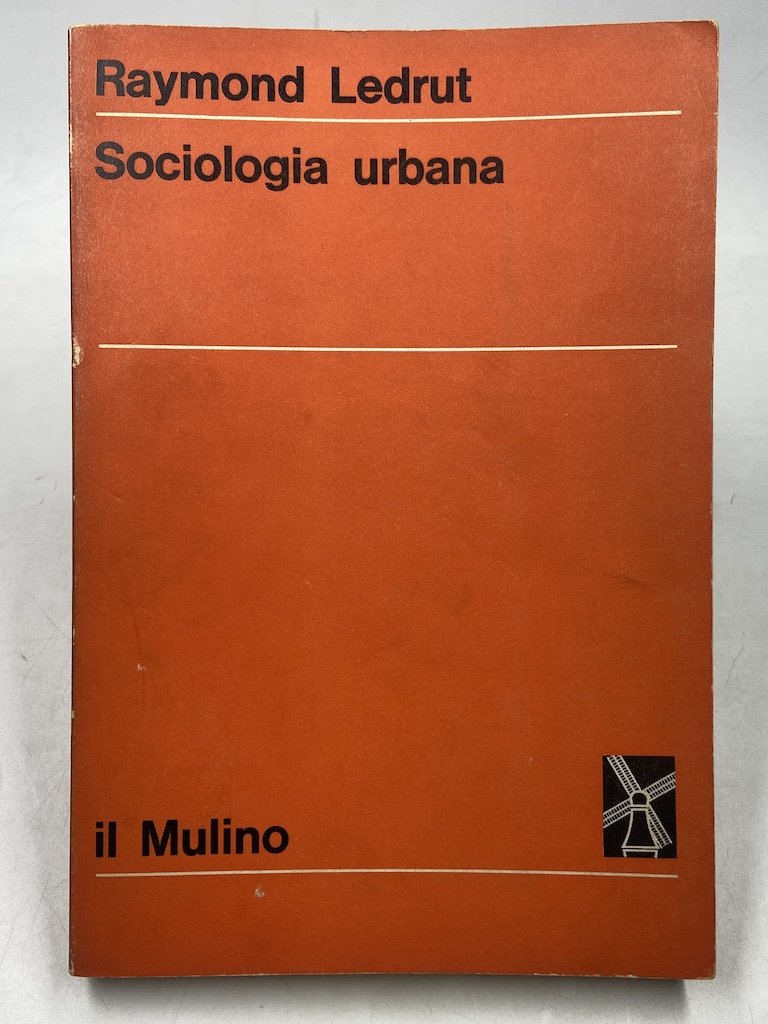 Raymond Ledrut
Sociologia urbana
il Mulino